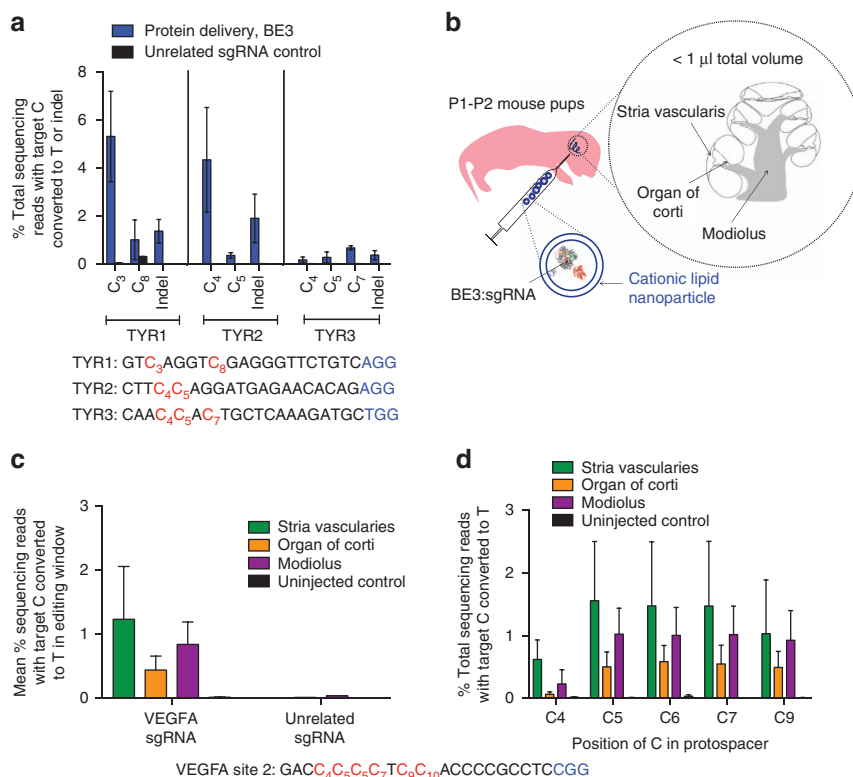 a
Protein delivery, BE3
Unrelated sgRNA control
% Total sequencing
reads with target C
converted to T or indel
8
6
4
2
0
C3
C8
Indel
C4
C5
Indel
C4
C5
C7
Indel
TYR1
TYR2
TYR3
TYR1: GTC3AGGTC8GAGGGTTCTGTCAGG
TYR2: CTTC4C5AGGATGAGAACACAGAGG
TYR3: CAAC4C5AC7TGCTCAAAGATGCTGG
b
< 1 µl total volume
P1-P2 mouse pups
Stria vascularis
Organ of
corti
Modiolus
BE3:sgRNA
Cationic lipid
nanoparticle
c
Stria vascularies
Organ of corti
Modiolus
Uninjected control
Mean % sequencing reads
with target C converted
to T in editing window
3
2
1
0
VEGFA
sgRNA
Unrelated
sgRNA
d
Stria vascularies
Organ of corti
Modiolus
Uninjected control
% Total sequencing reads
with target C converted to T
3
2
1
0
C4
C5
C6
C7
C9
Position of C in protospacer
VEGFA site 2: GACC4C5C5C7TC9C10ACCCCGCCTCCGG